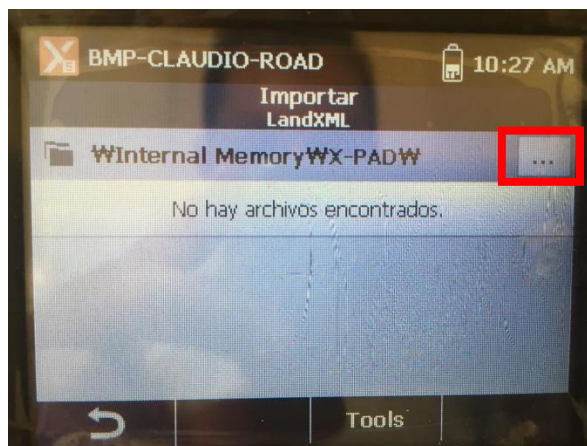 BMP-CLAUDIO-ROAD
10:27 AM
Importar
LandXML
₩Internal Memory₩X-PAD₩
...
No hay archivos encontrados.
Tools